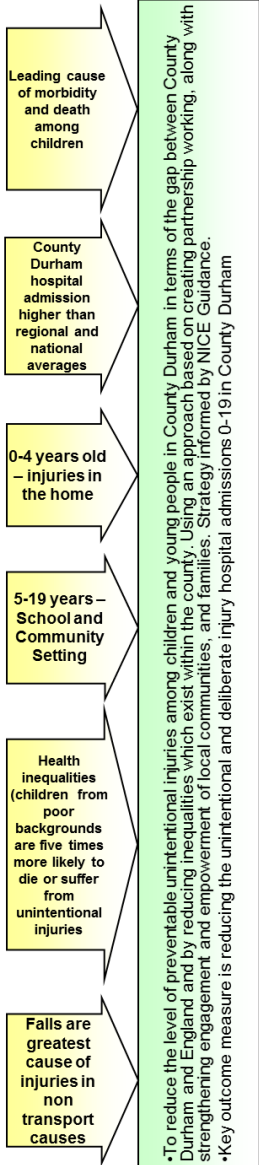 Leading cause
of morbidity
and death
among
children
County
Durham
hospital
admission
higher than
regional and
national
averages
0-4 years old
– injuries in
the home
5-19 years –
School and
Community
Setting
Health
inequalities
(children from
poor
backgrounds
are five times
more likely to
die or suffer
from
unintentional
injuries
Falls are
greatest
cause of
injuries in
non
transport
causes
•To reduce the level of preventable unintentional injuries among children and young people in County Durham in terms of the gap between County
Durham and England and by reducing inequalities which exist within the county. Using an approach based on creating partnership working, along with
strengthening engagement and empowerment of local communities, and families. Strategy informed by NICE Guidance.
•Key outcome measure is reducing the unintentional and deliberate injury hospital admissions 0-19 in County Durham